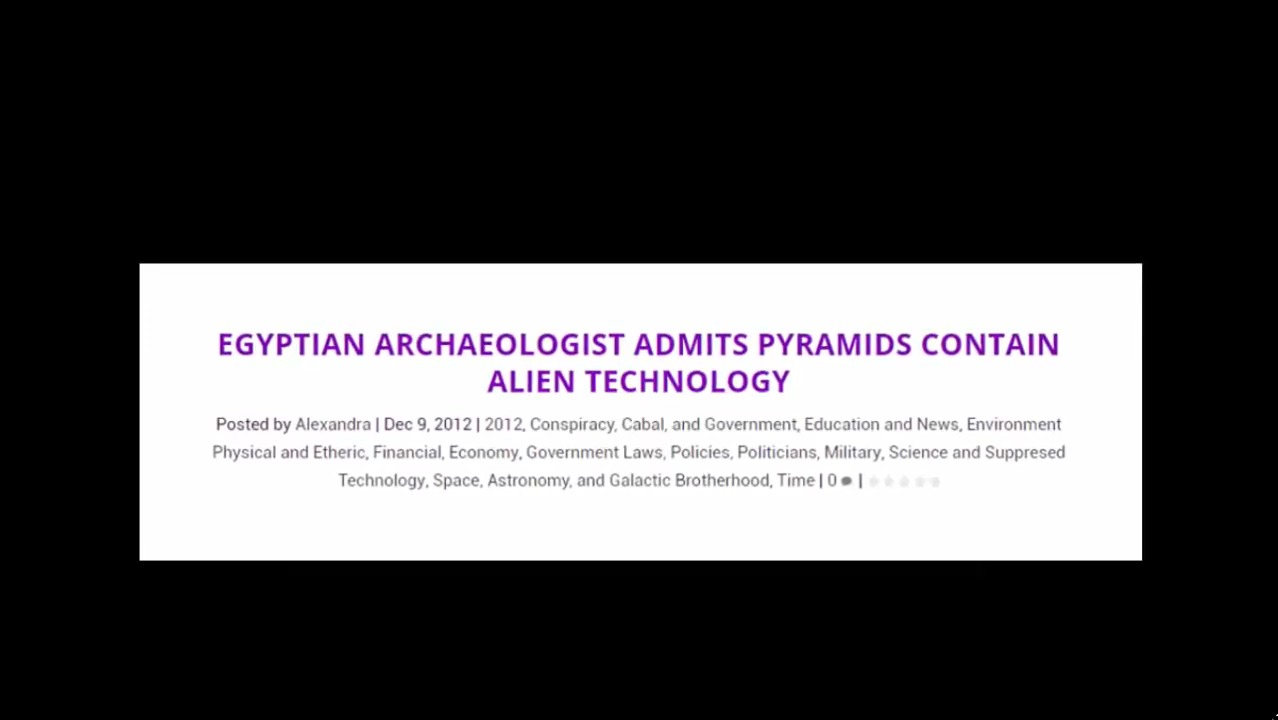 EGYPTIAN ARCHAEOLOGIST ADMITS PYRAMIDS CONTAIN
ALIEN TECHNOLOGY
Posted by Alexandra | Dec 9, 2012 | 2012, Conspiracy, Cabal, and Government, Education and News, Environment
Physical and Etheric, Financial, Economy, Government Laws, Policies, Politicians, Military, Science and Suppresed
Technology, Space, Astronomy, and Galactic Brotherhood, Time | 0 |